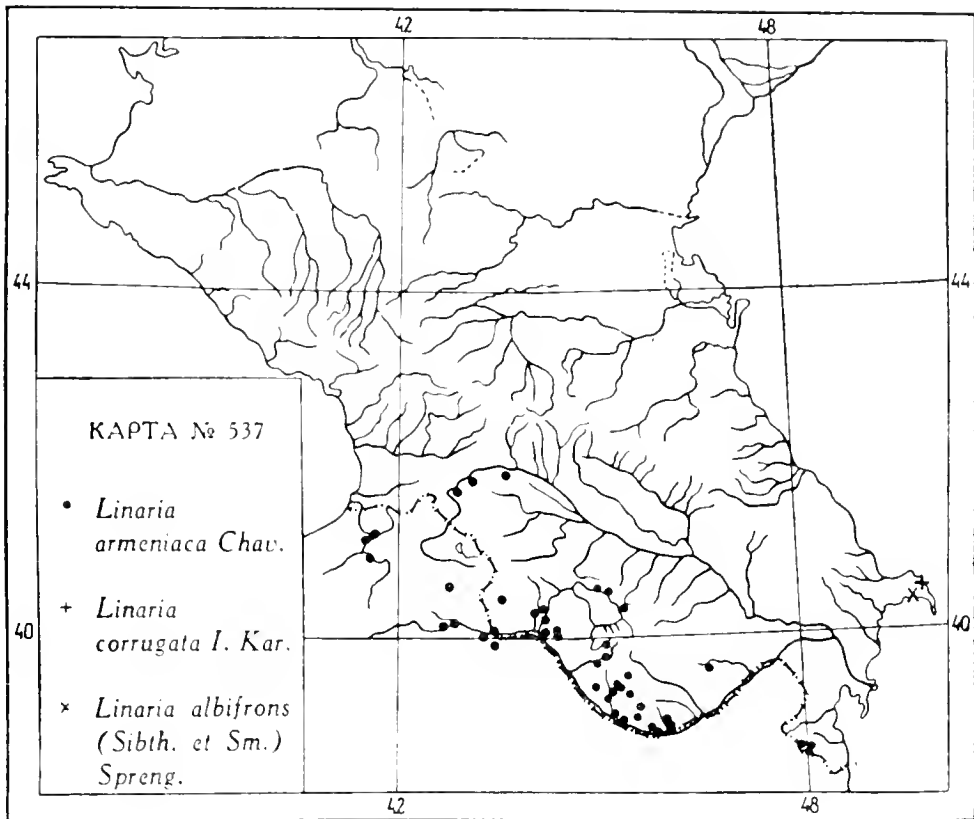 42 48
44 44
КАРТА № 537
• Linaria
armeniaca Chav.
+ Linaria
corrugata I. Kar.
× Linaria albifrons
(Sibth. et Sm.)
Spreng.
40 40
42 48